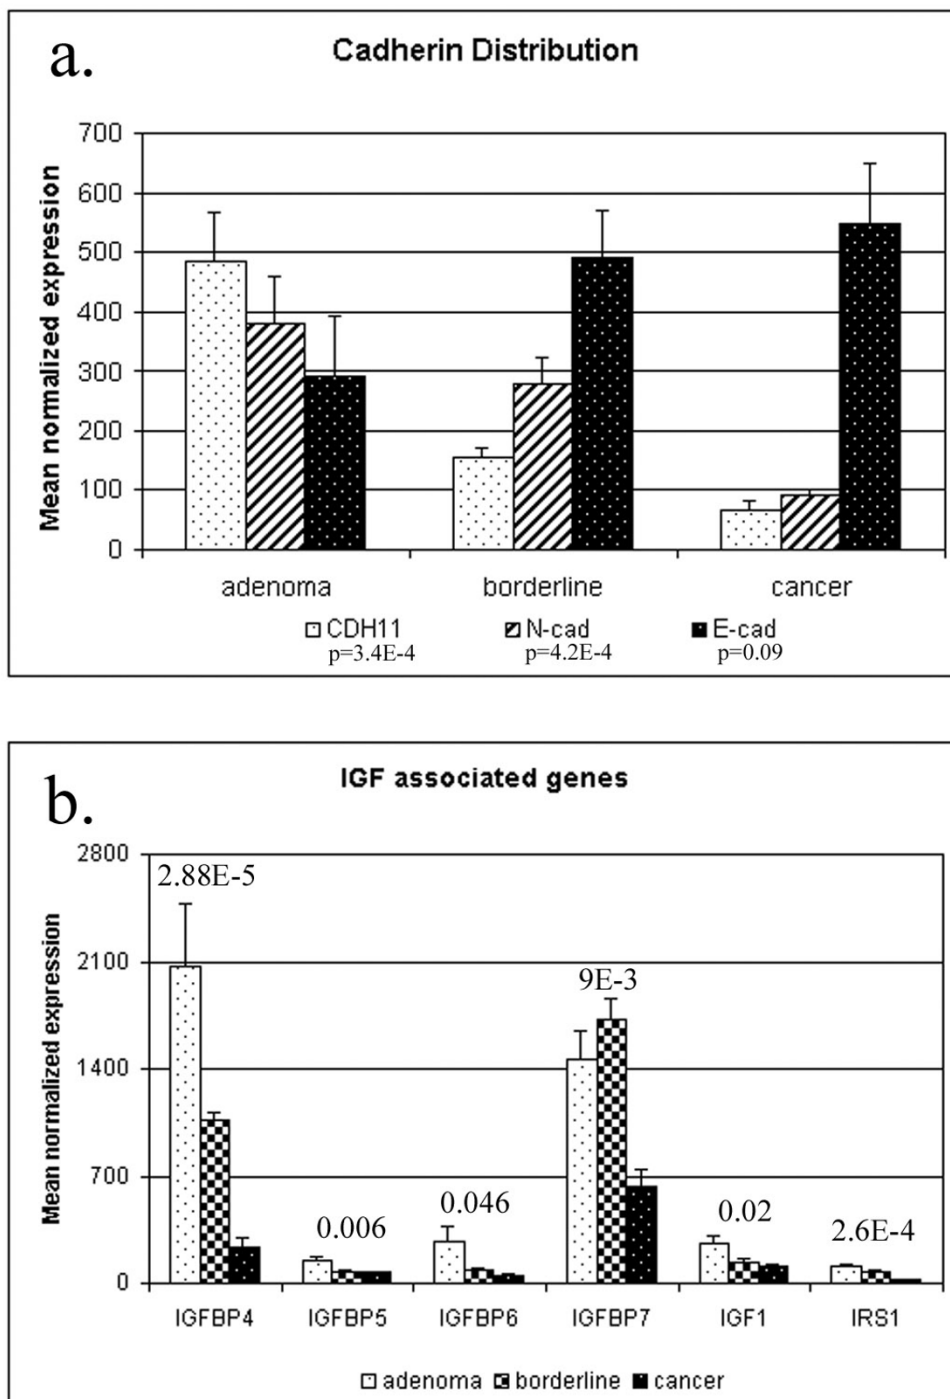 a.
Cadherin Distribution
Mean normalized expression
700
600
500
400
300
200
100
0
adenoma borderline cancer
CDH11 N-cad E-cad
p=3.4E-4 p=4.2E-4 p=0.09
b.
IGF associated genes
Mean normalized expression
2800
2100
1400
700
0
2.88E-5
0.006
0.046
9E-3
0.02
2.6E-4
IGFBP4 IGFBP5 IGFBP6 IGFBP7 IGF1 IRS1
adenoma borderline cancer